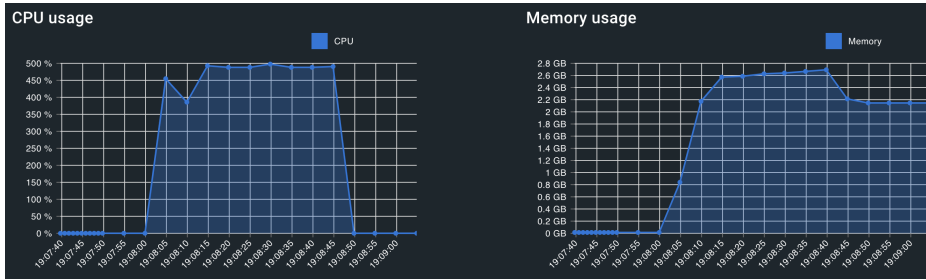 CPU usage
CPU
500 %
450 %
400 %
350 %
300 %
250 %
200 %
150 %
100 %
50 %
0 %
19:07:40
19:07:45
19:07:50
19:07:55
19:08:00
19:08:05
19:08:10
19:08:15
19:08:20
19:08:25
19:08:30
19:08:35
19:08:40
19:08:45
19:08:50
19:08:55
19:09:00
Memory usage
Memory
2.8 GB
2.6 GB
2.4 GB
2.2 GB
2 GB
1.8 GB
1.6 GB
1.4 GB
1.2 GB
1 GB
0.8 GB
0.6 GB
0.4 GB
0.2 GB
0 GB
19:07:40
19:07:45
19:07:50
19:07:55
19:08:00
19:08:05
19:08:10
19:08:15
19:08:20
19:08:25
19:08:30
19:08:35
19:08:40
19:08:45
19:08:50
19:08:55
19:09:00